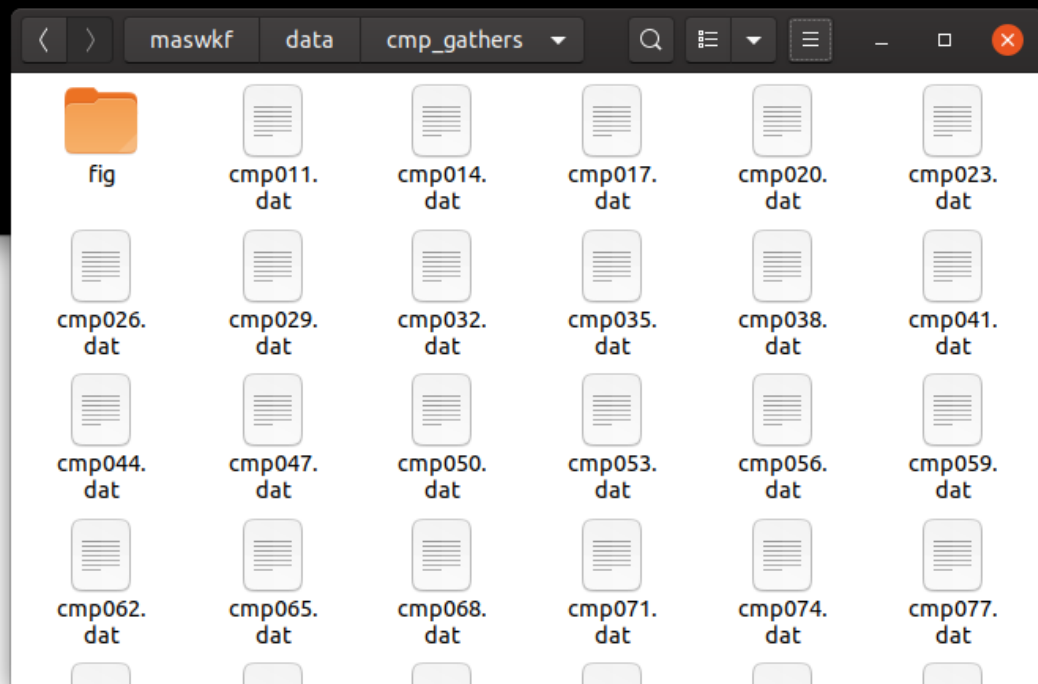 maswkf data cmp_gathers
fig
cmp011.
dat
cmp014.
dat
cmp017.
dat
cmp020.
dat
cmp023.
dat
cmp026.
dat
cmp029.
dat
cmp032.
dat
cmp035.
dat
cmp038.
dat
cmp041.
dat
cmp044.
dat
cmp047.
dat
cmp050.
dat
cmp053.
dat
cmp056.
dat
cmp059.
dat
cmp062.
dat
cmp065.
dat
cmp068.
dat
cmp071.
dat
cmp074.
dat
cmp077.
dat